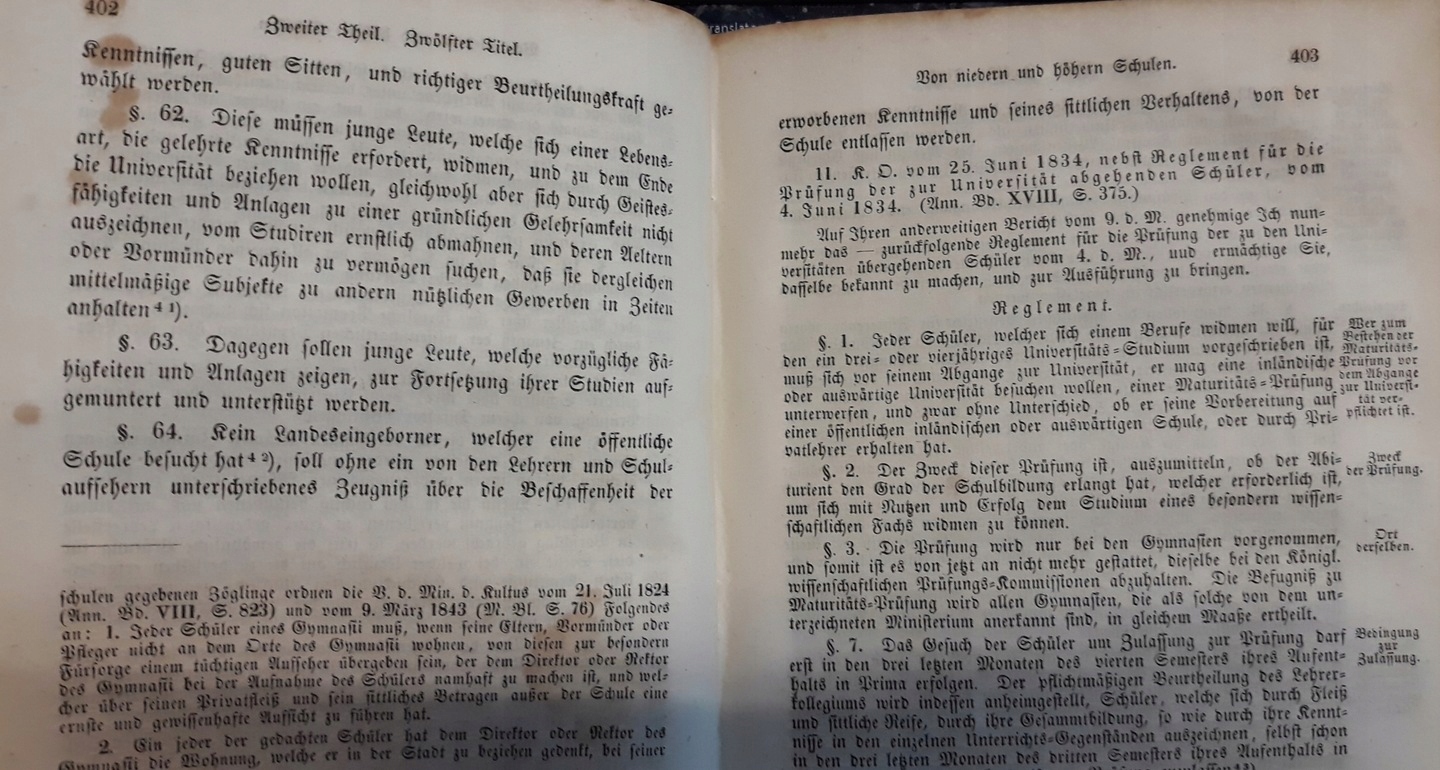 402
Zweiter Theil. Zwölfter Titel.
Kenntnissen, guten Sitten, und richtiger Beurtheilungskraft ge-
wählt werden.
§. 62. Diese müssen junge Leute, welche sich einer Lebens-
art, die gelehrte Kenntnisse erfordert, widmen, und zu dem Ende
die Universität beziehen wollen, gleichwohl aber sich durch Geistes-
fähigkeiten und Anlagen zu einer gründlichen Gelehrsamkeit nicht
auszeichnen, vom Studiren ernstlich abmahnen, und deren Aeltern
oder Vormünder dahin zu vermögen suchen, daß sie dergleichen
mittelmäßige Subjekte zu andern nützlichen Gewerben in Zeiten
anhalten⁴¹).
§. 63. Dagegen sollen junge Leute, welche vorzügliche Fä-
higkeiten und Anlagen zeigen, zur Fortsetzung ihrer Studien auf-
gemuntert und unterstützt werden.
§. 64. Kein Landeseingeborner, welcher eine öffentliche
Schule besucht hat⁴²), soll ohne ein von den Lehrern und Schul-
aufsehern unterschriebenes Zeugniß über die Beschaffenheit der
schulen gegebenen Zöglinge ordnen die V. d. Min. d. Kultus vom 21. Juli 1824
(Ann. Bd. VIII, S. 823) und vom 9. März 1843 (M. Bl. S. 76) Folgendes
an: 1. Jeder Schüler eines Gymnasii muß, wenn seine Eltern, Vormünder oder
Pfleger nicht an dem Orte des Gymnasii wohnen, von diesen zur besondern
Fürsorge einem tüchtigen Aufseher übergeben sein, der dem Direktor oder Rektor
des Gymnasii bei der Aufnahme des Schülers namhaft zu machen ist, und wel-
cher über seinen Privatfleiß und sein sittliches Betragen außer der Schule eine
ernste und gewissenhafte Aufsicht zu führen hat.
2. Ein jeder der gedachten Schüler hat dem Direktor oder Rektor des
Gymnasii die Wohnung, welche er in der Stadt zu beziehen gedenkt, bei seiner
Von niedern und höhern Schulen.
403
erworbenen Kenntnisse und seines sittlichen Verhaltens, von der
Schule entlassen werden.
11. K. O. vom 25. Juni 1834, nebst Reglement für die
Prüfung der zur Universität abgehenden Schüler, vom
4. Juni 1834. (Ann. Bd. XVIII, S. 375.)
Auf Ihren anderweitigen Bericht vom 9. d. M. genehmige Ich nun-
mehr das — zurückfolgende Reglement für die Prüfung der zu den Uni-
versitäten übergehenden Schüler vom 4. d. M., uud ermächtige Sie,
dasselbe bekannt zu machen, und zur Ausführung zu bringen.
Reglement.
§. 1. Jeder Schüler, welcher sich einem Berufe widmen will, für
den ein drei- oder vierjähriges Universitäts-Studium vorgeschrieben ist,
muß sich vor seinem Abgange zur Universität, er mag eine inländische
oder auswärtige Universität besuchen wollen, einer Maturitäts-Prüfung
unterwerfen, und zwar ohne Unterschied, ob er seine Vorbereitung auf
einer öffentlichen inländischen oder auswärtigen Schule, oder durch Pri-
vatlehrer erhalten hat.
Wer zum
Bestehen der
Maturitäts-
Prüfung vor
dem Abgange
zur Universi-
tät ver-
pflichtet ist.
§. 2. Der Zweck dieser Prüfung ist, auszumitteln, ob der Abi-
turient den Grad der Schulbildung erlangt hat, welcher erforderlich ist,
um sich mit Nutzen und Erfolg dem Studium eines besondern wissen-
schaftlichen Fachs widmen zu können.
Zweck
der Prüfung.
§. 3. Die Prüfung wird nur bei den Gymnasien vorgenommen,
und somit ist es von jetzt an nicht mehr gestattet, dieselbe bei den Königl.
wissenschaftlichen Prüfungs-Kommissionen abzuhalten. Die Befugniß zu
Maturitäts-Prüfung wird allen Gymnasien, die als solche von dem un-
terzeichneten Ministerium anerkannt sind, in gleichem Maaße ertheilt.
Ort
derselben.
§. 7. Das Gesuch der Schüler um Zulassung zur Prüfung darf
erst in den drei letzten Monaten des vierten Semesters ihres Aufent-
halts in Prima erfolgen. Der pflichtmäßigen Beurtheilung des Lehrer-
kollegiums wird indessen anheimgestellt, Schüler, welche sich durch Fleiß
und sittliche Reife, durch ihre Gesammtbildung, so wie durch ihre Kennt-
nisse in den einzelnen Unterrichts-Gegenständen auszeichnen, selbst schon
in den drei letzten Monaten des dritten Semesters ihres Aufenthalts in
Bedingung
zur
Zulassung.